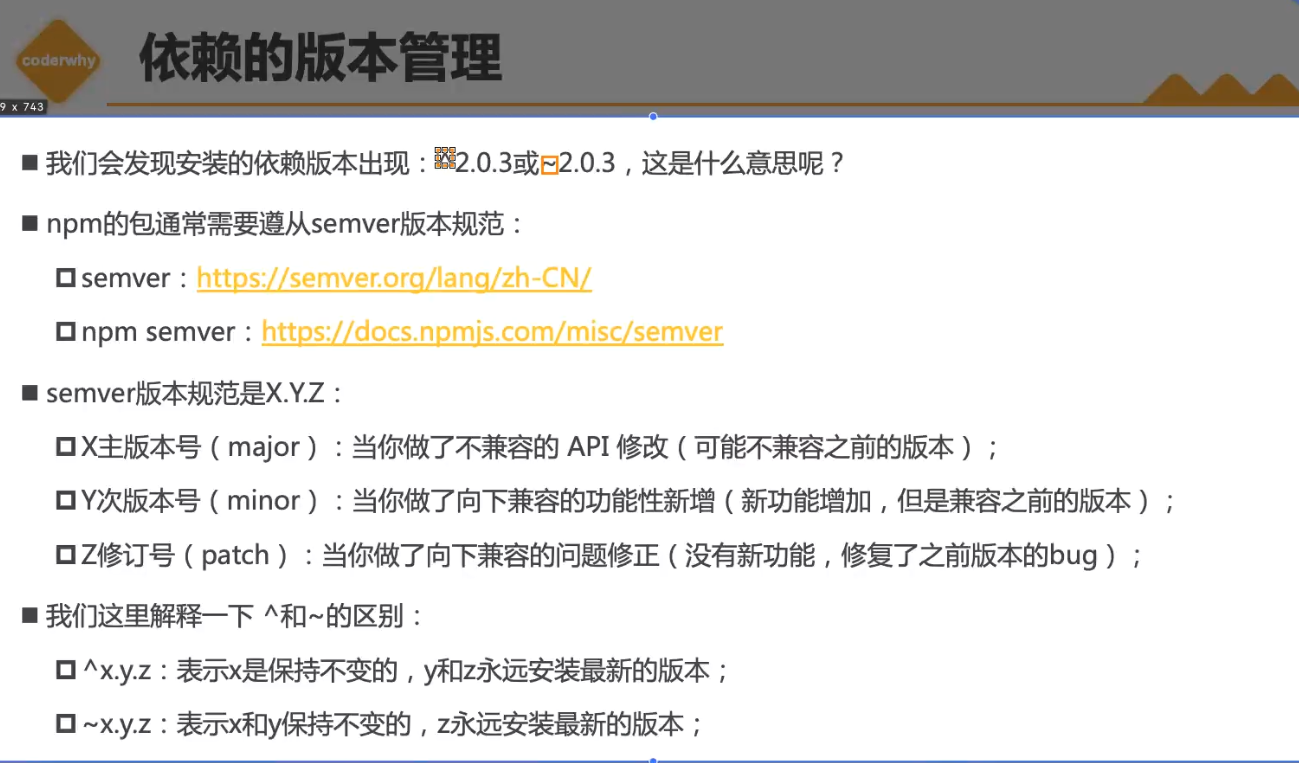 coderwhy
依赖的版本管理
9 x 743
■ 我们会发现安装的依赖版本出现：^2.0.3或~2.0.3，这是什么意思呢？
■ npm的包通常需要遵从semver版本规范：
semver：https://semver.org/lang/zh-CN/
npm semver：https://docs.npmjs.com/misc/semver
■ semver版本规范是X.Y.Z：
X主版本号（major）：当你做了不兼容的 API 修改（可能不兼容之前的版本）；
Y次版本号（minor）：当你做了向下兼容的功能性新增（新功能增加，但是兼容之前的版本）；
Z修订号（patch）：当你做了向下兼容的问题修正（没有新功能，修复了之前版本的bug）；
■ 我们这里解释一下 ^和~的区别：
^x.y.z：表示x是保持不变的，y和z永远安装最新的版本；
~x.y.z：表示x和y保持不变的，z永远安装最新的版本；